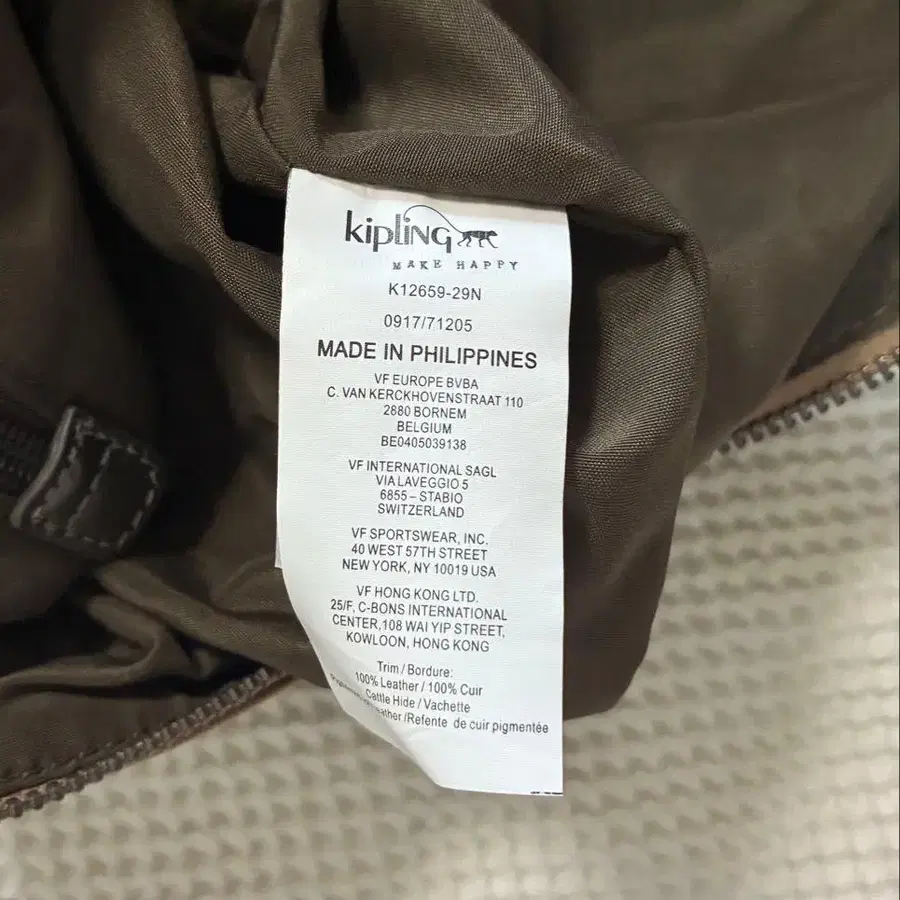 kipling
MAKE HAPPY
K12659-29N
0917/71205
MADE IN PHILIPPINES
VF EUROPE BVBA
C. VAN KERCKHOVENSTRAAT 110
2880 BORNEM
BELGIUM
BE0405039138
VF INTERNATIONAL SAGL
VIA LAVEGGIO 5
6855 – STABIO
SWITZERLAND
VF SPORTSWEAR, INC.
40 WEST 57TH STREET
NEW YORK, NY 10019 USA
VF HONG KONG LTD.
25/F, C-BONS INTERNATIONAL
CENTER,108 WAI YIP STREET,
KOWLOON, HONG KONG
Trim / Bordure:
100% Leather / 100% Cuir
Cattle Hide / Vachette
/Refente de cuir pigmentée